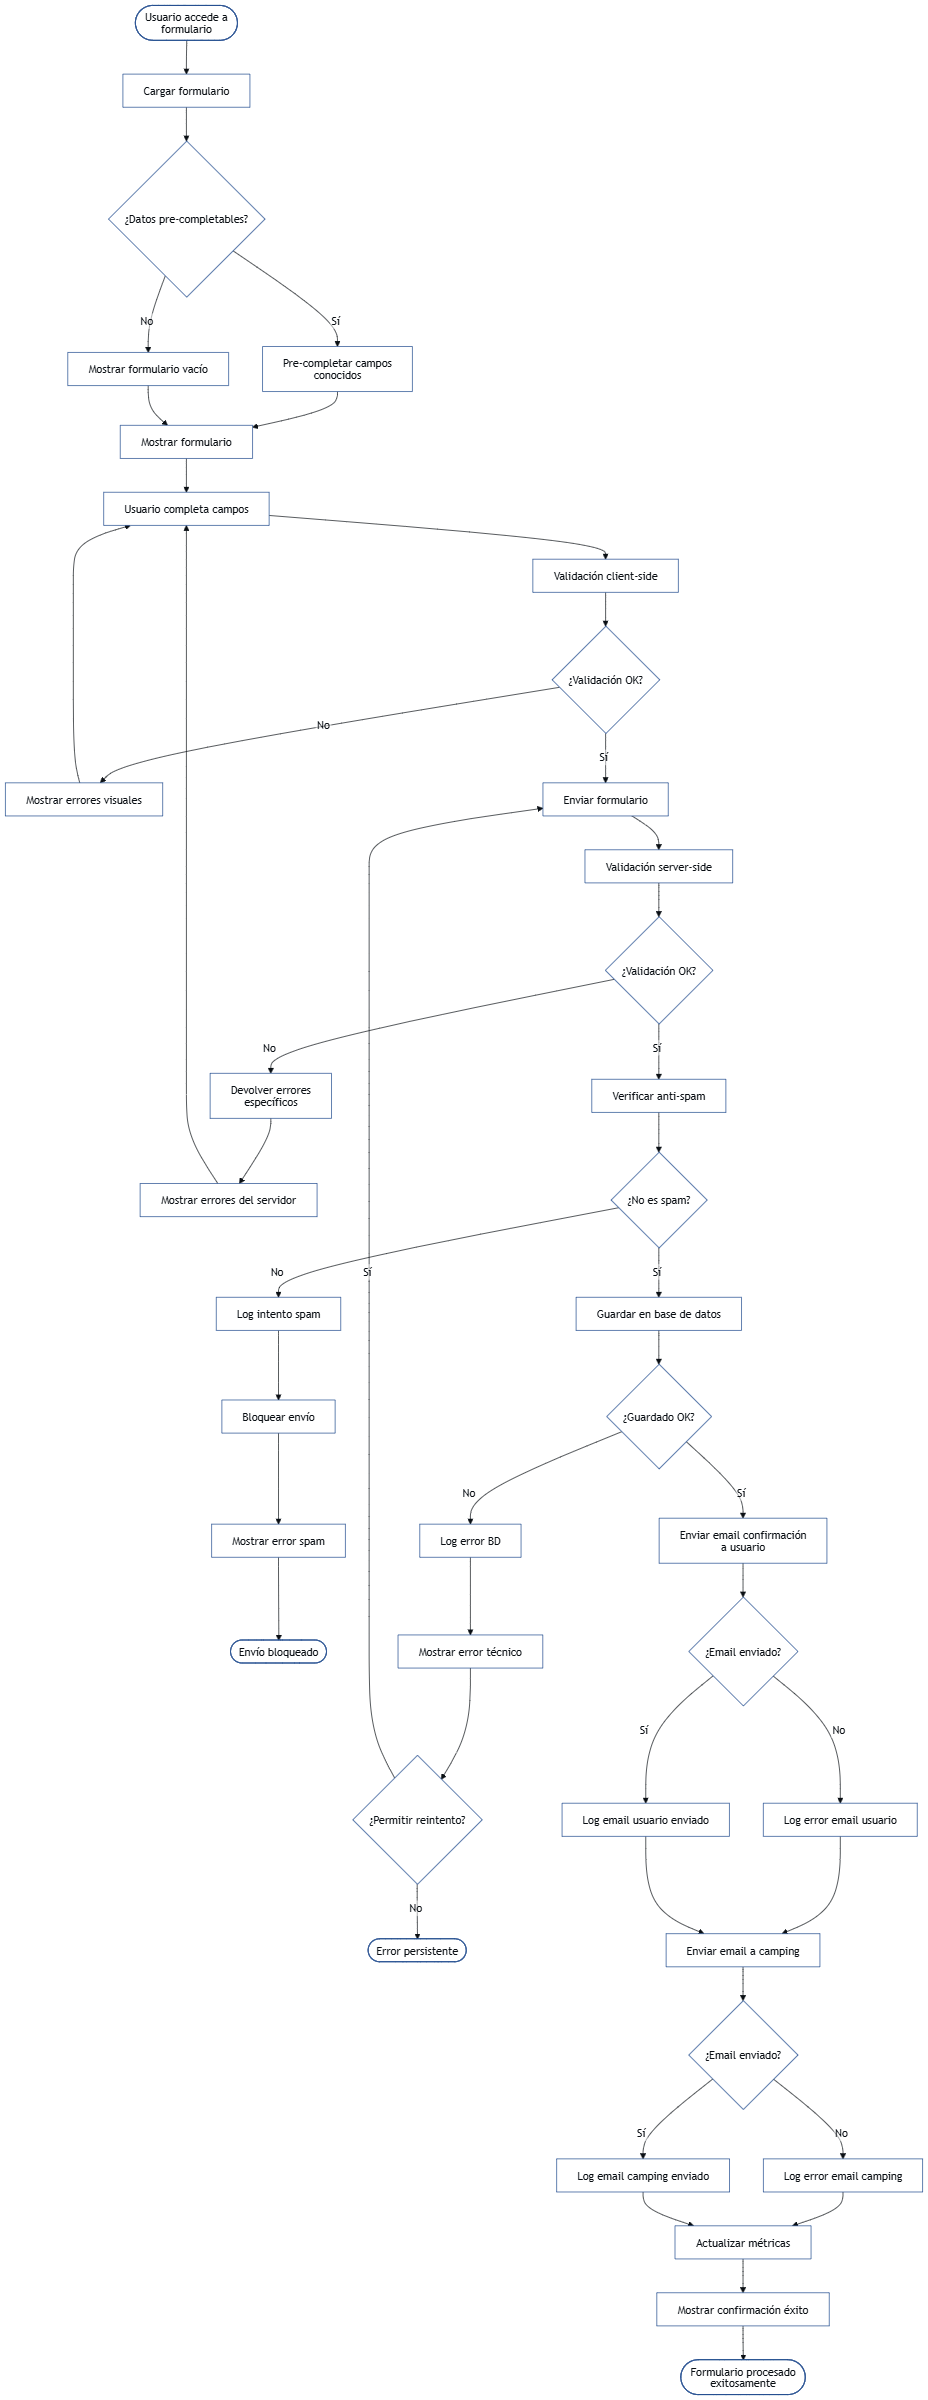 Usuario accede a
formulario
Cargar formulario
¿Datos pre-completables?
No
Sí
Mostrar formulario vacío
Pre-completar campos
conocidos
Mostrar formulario
Usuario completa campos
Validación client-side
¿Validación OK?
No
Sí
Mostrar errores visuales
Enviar formulario
Validación server-side
¿Validación OK?
No
Sí
Devolver errores
específicos
Verificar anti-spam
Mostrar errores del servidor
¿No es spam?
No
Sí
Sí
Log intento spam
Guardar en base de datos
Bloquear envío
¿Guardado OK?
No
Sí
Mostrar error spam
Log error BD
Enviar email confirmación
a usuario
Envío bloqueado
Mostrar error técnico
¿Email enviado?
Sí
No
¿Permitir reintento?
Log email usuario enviado
Log error email usuario
No
Error persistente
Enviar email a camping
¿Email enviado?
Sí
No
Log email camping enviado
Log error email camping
Actualizar métricas
Mostrar confirmación éxito
Formulario procesado
exitosamente